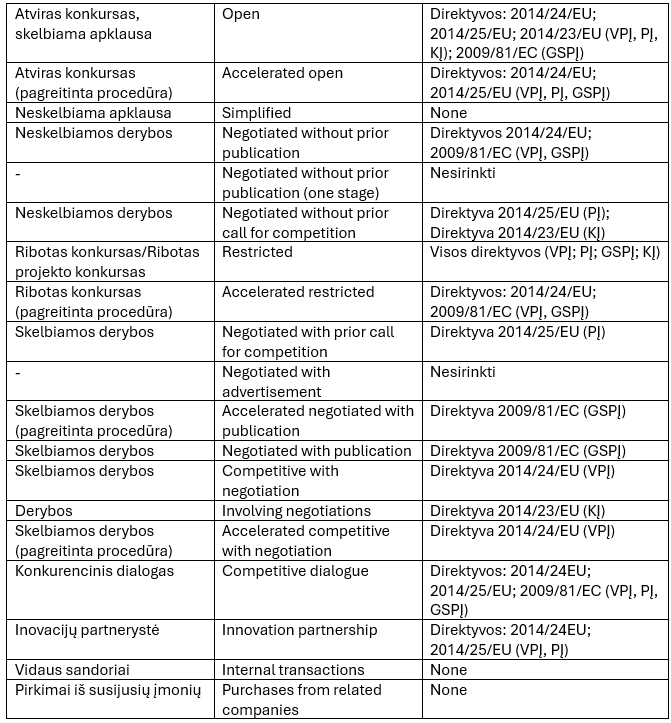 Atviras konkursas,
skelbiama apklausa
Open
Direktyvos: 2014/24/EU;
2014/25/EU; 2014/23/EU (VPĮ, PĮ,
KĮ); 2009/81/EC (GSPĮ)
Atviras konkursas
(pagreitinta procedūra)
Accelerated open
Direktyvos: 2014/24/EU;
2014/25/EU (VPĮ, PĮ, GSPĮ)
Neskelbiama apklausa
Simplified
None
Neskelbiamos derybos
Negotiated without prior
publication
Direktyvos 2014/24/EU;
2009/81/EC (VPĮ, GSPĮ)
-
Negotiated without prior
publication (one stage)
Nesirinkti
Neskelbiamos derybos
Negotiated without prior
call for competition
Direktyva 2014/25/EU (PĮ);
Direktyva 2014/23/EU (KĮ)
Ribotas konkursas/Ribotas
projekto konkursas
Restricted
Visos direktyvos (VPĮ; PĮ; GSPĮ; KĮ)
Ribotas konkursas
(pagreitinta procedūra)
Accelerated restricted
Direktyvos: 2014/24/EU;
2009/81/EC (VPĮ, GSPĮ)
Skelbiamos derybos
Negotiated with prior call
for competition
Direktyva 2014/25/EU (PĮ)
-
Negotiated with
advertisement
Nesirinkti
Skelbiamos derybos
(pagreitinta procedūra)
Accelerated negotiated with
publication
Direktyva 2009/81/EC (GSPĮ)
Skelbiamos derybos
Negotiated with publication
Direktyva 2009/81/EC (GSPĮ)
Skelbiamos derybos
Competitive with
negotiation
Direktyva 2014/24/EU (VPĮ)
Derybos
Involving negotiations
Direktyva 2014/23/EU (KĮ)
Skelbiamos derybos
(pagreitinta procedūra)
Accelerated competitive
with negotiation
Direktyva 2014/24/EU (VPĮ)
Konkurencinis dialogas
Competitive dialogue
Direktyvos: 2014/24EU;
2014/25/EU; 2009/81/EC (VPĮ, PĮ,
GSPĮ)
Inovacijų partnerystė
Innovation partnership
Direktyvos: 2014/24EU;
2014/25/EU (VPĮ, PĮ)
Vidaus sandoriai
Internal transactions
None
Pirkimai iš susijusių įmonių
Purchases from related
companies
None